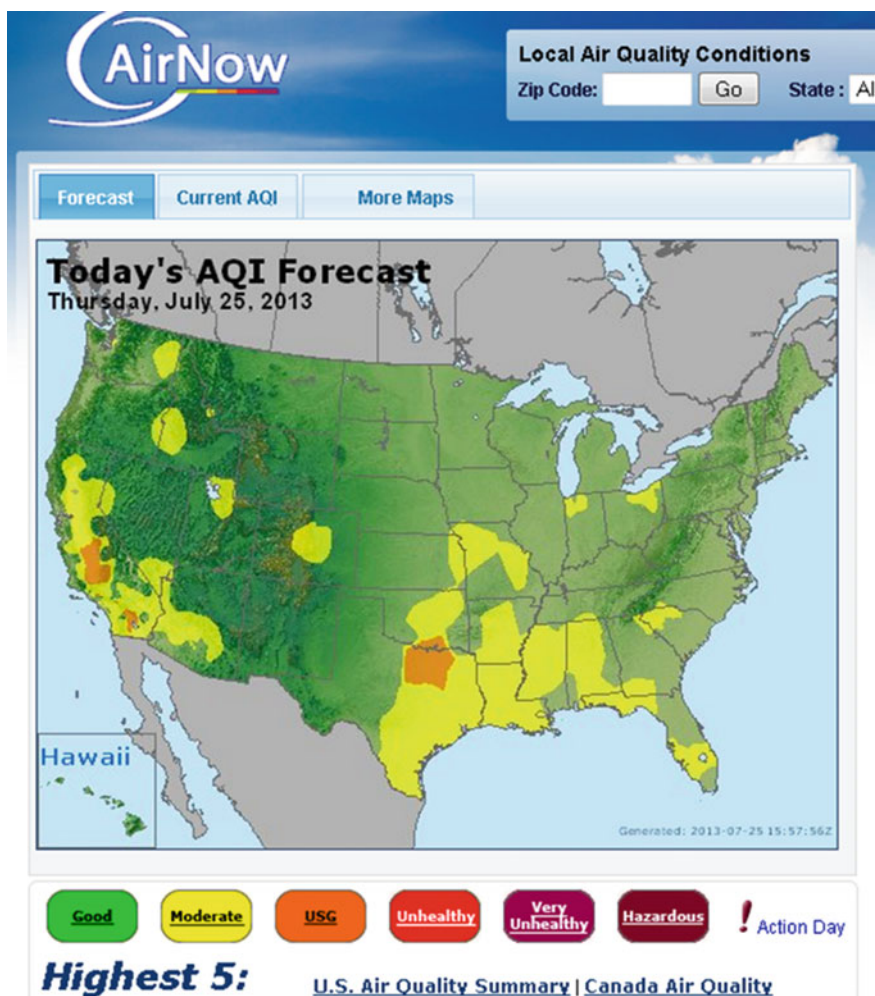 AirNow
Local Air Quality Conditions
Zip Code: Go State: Al
Forecast Current AQI More Maps
Today's AQI Forecast
Thursday, July 25, 2013
Hawaii
Generated: 2013-07-25 15:57:56Z
Good Moderate USG Unhealthy Very Unhealthy Hazardous ! Action Day
Highest 5: U.S. Air Quality Summary | Canada Air Quality